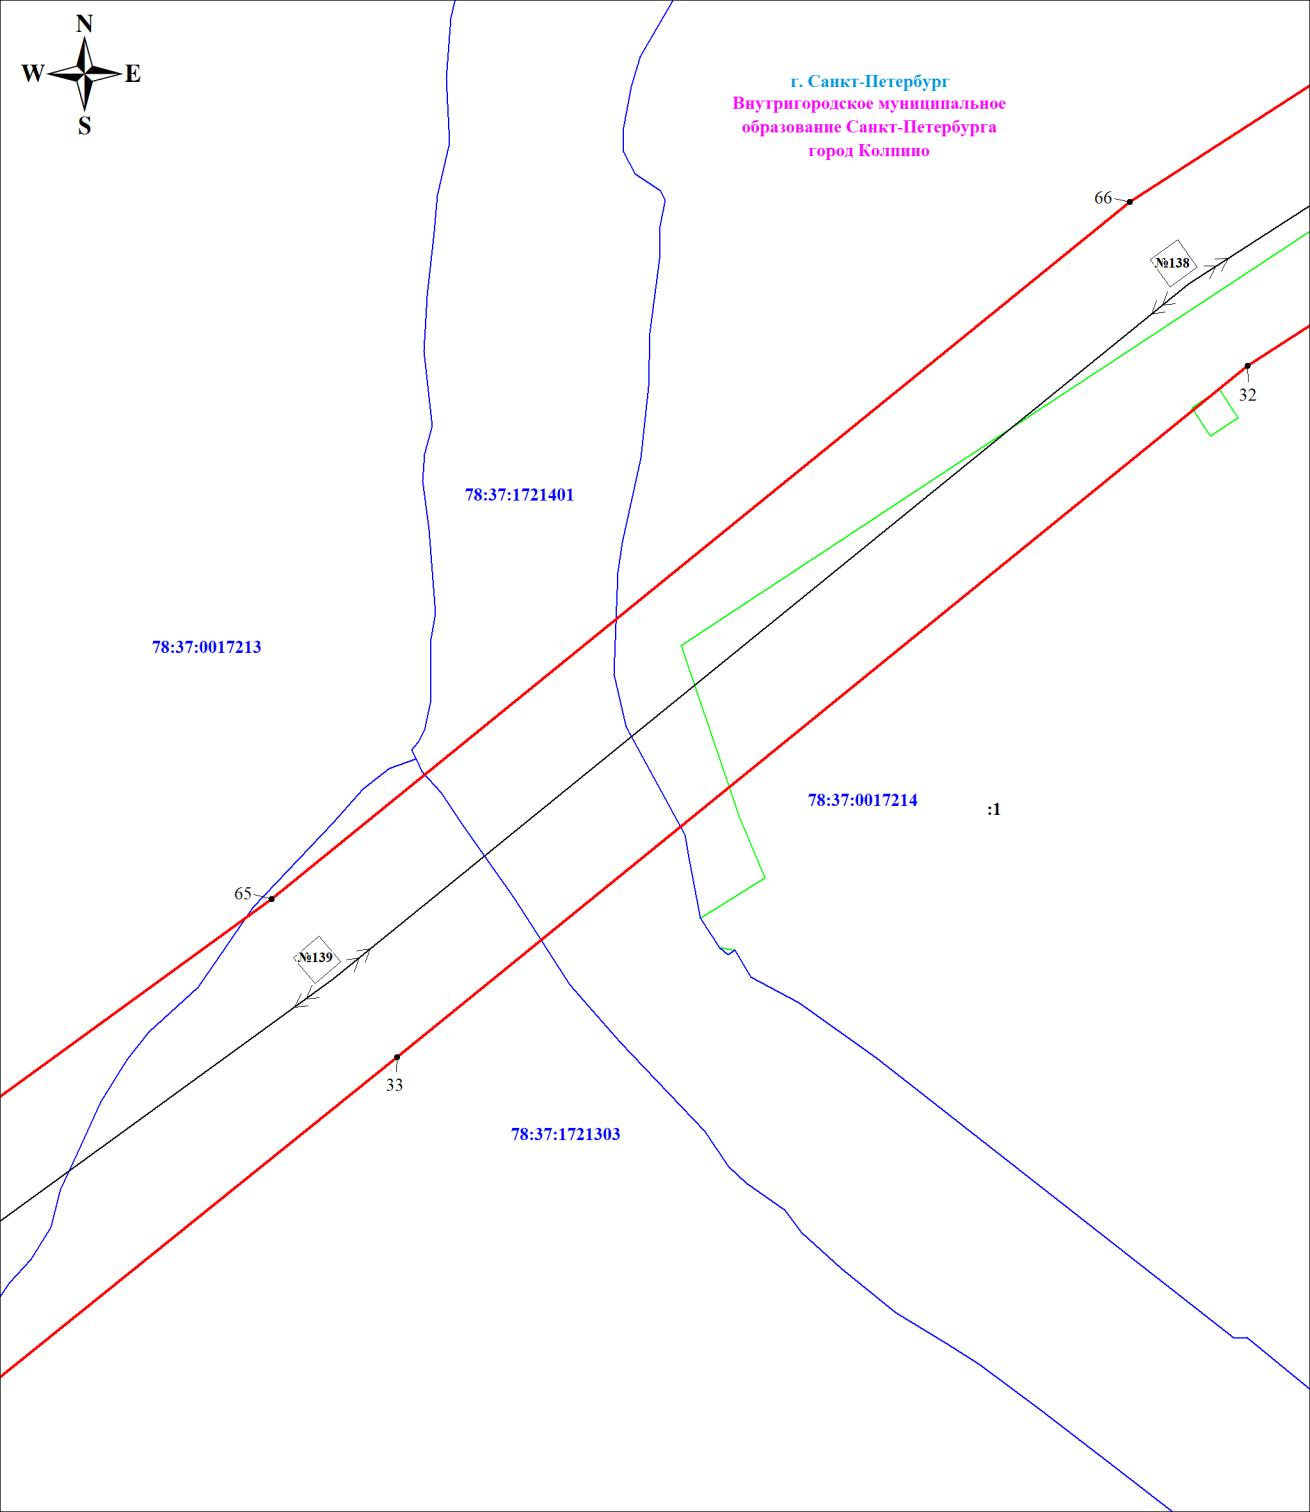 N
W E
S
г. Санкт-Петербург
Внутригородское муниципальное
образование Санкт-Петербурга
город Колпино
66
№138
32
78:37:1721401
78:37:0017213
78:37:0017214
:1
65
№139
33
78:37:1721303